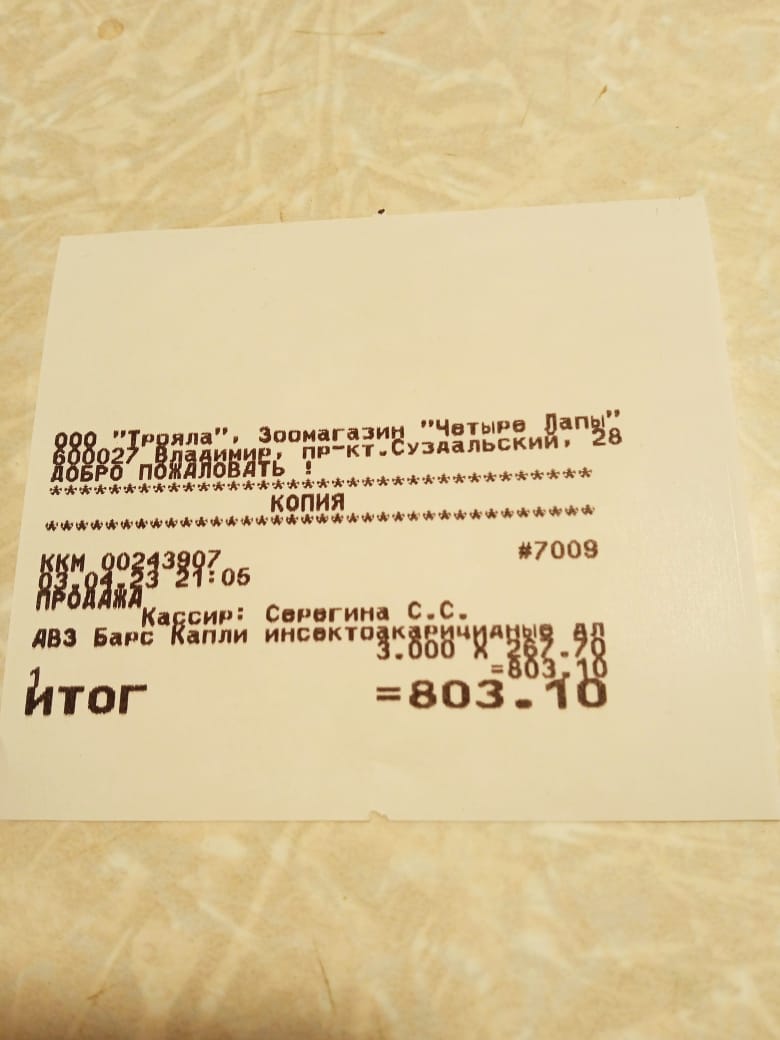 ООО "Трояла", Зоомагазин "Четыре Лапы"
600027 Владимир, пр-кт.Суздальский, 28
ДОБРО ПОЖАЛОВАТЬ !
************************************
КОПИЯ
************************************
ККМ 00243907 #7009
03.04.23 21:05
ПРОДАЖА
Кассир: Серегина С.С.
АВЗ Барс Капли инсектоакарицидные дл
3.000 X 267.70
1 =803.10
ИТОГ =803.10